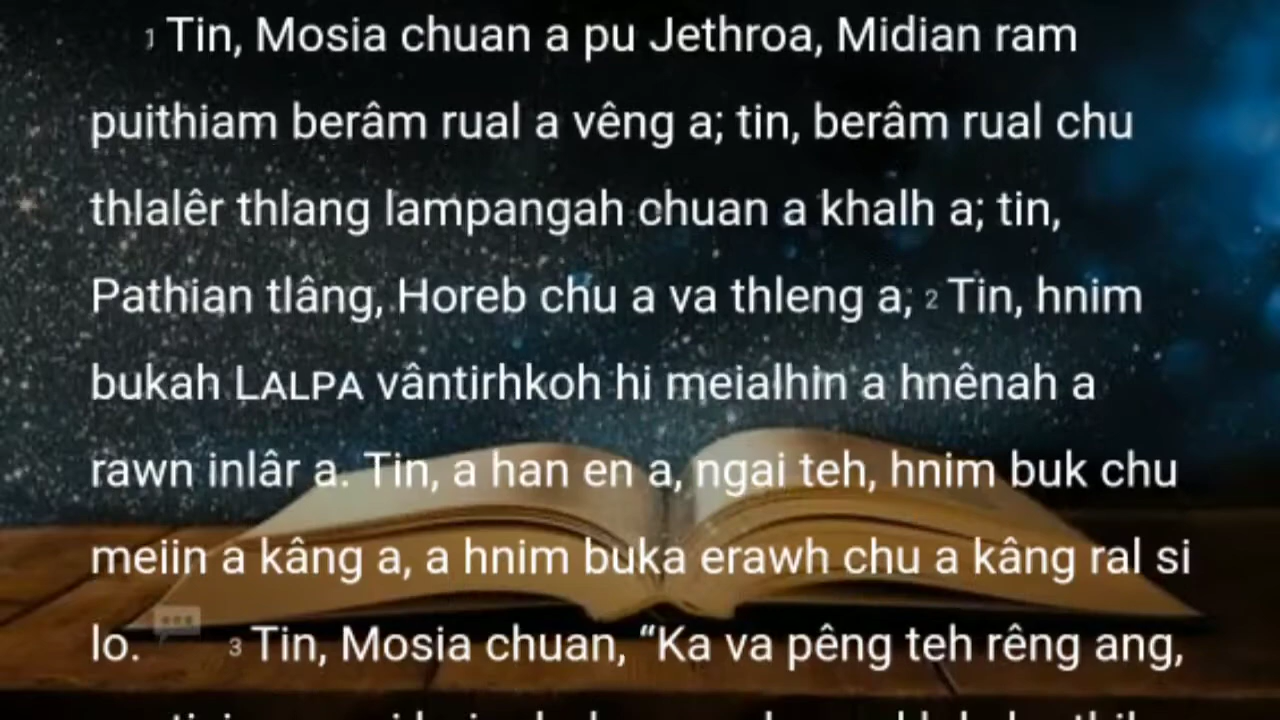 1 Tin, Mosia chuan a pu Jethroa, Midian ram
puithiam berâm rual a vêng a; tin, berâm rual chu
thlalêr thlang lampangah chuan a khalh a; tin,
Pathian tlâng, Horeb chu a va thleng a; 2 Tin, hnim
bukah LALPA vântirhkoh hi meialhin a hnênah a
rawn inlâr a. Tin, a han en a, ngai teh, hnim buk chu
meiin a kâng a, a hnim buka erawh chu a kâng ral si
lo. 3 Tin, Mosia chuan, “Ka va pêng teh rêng ang,